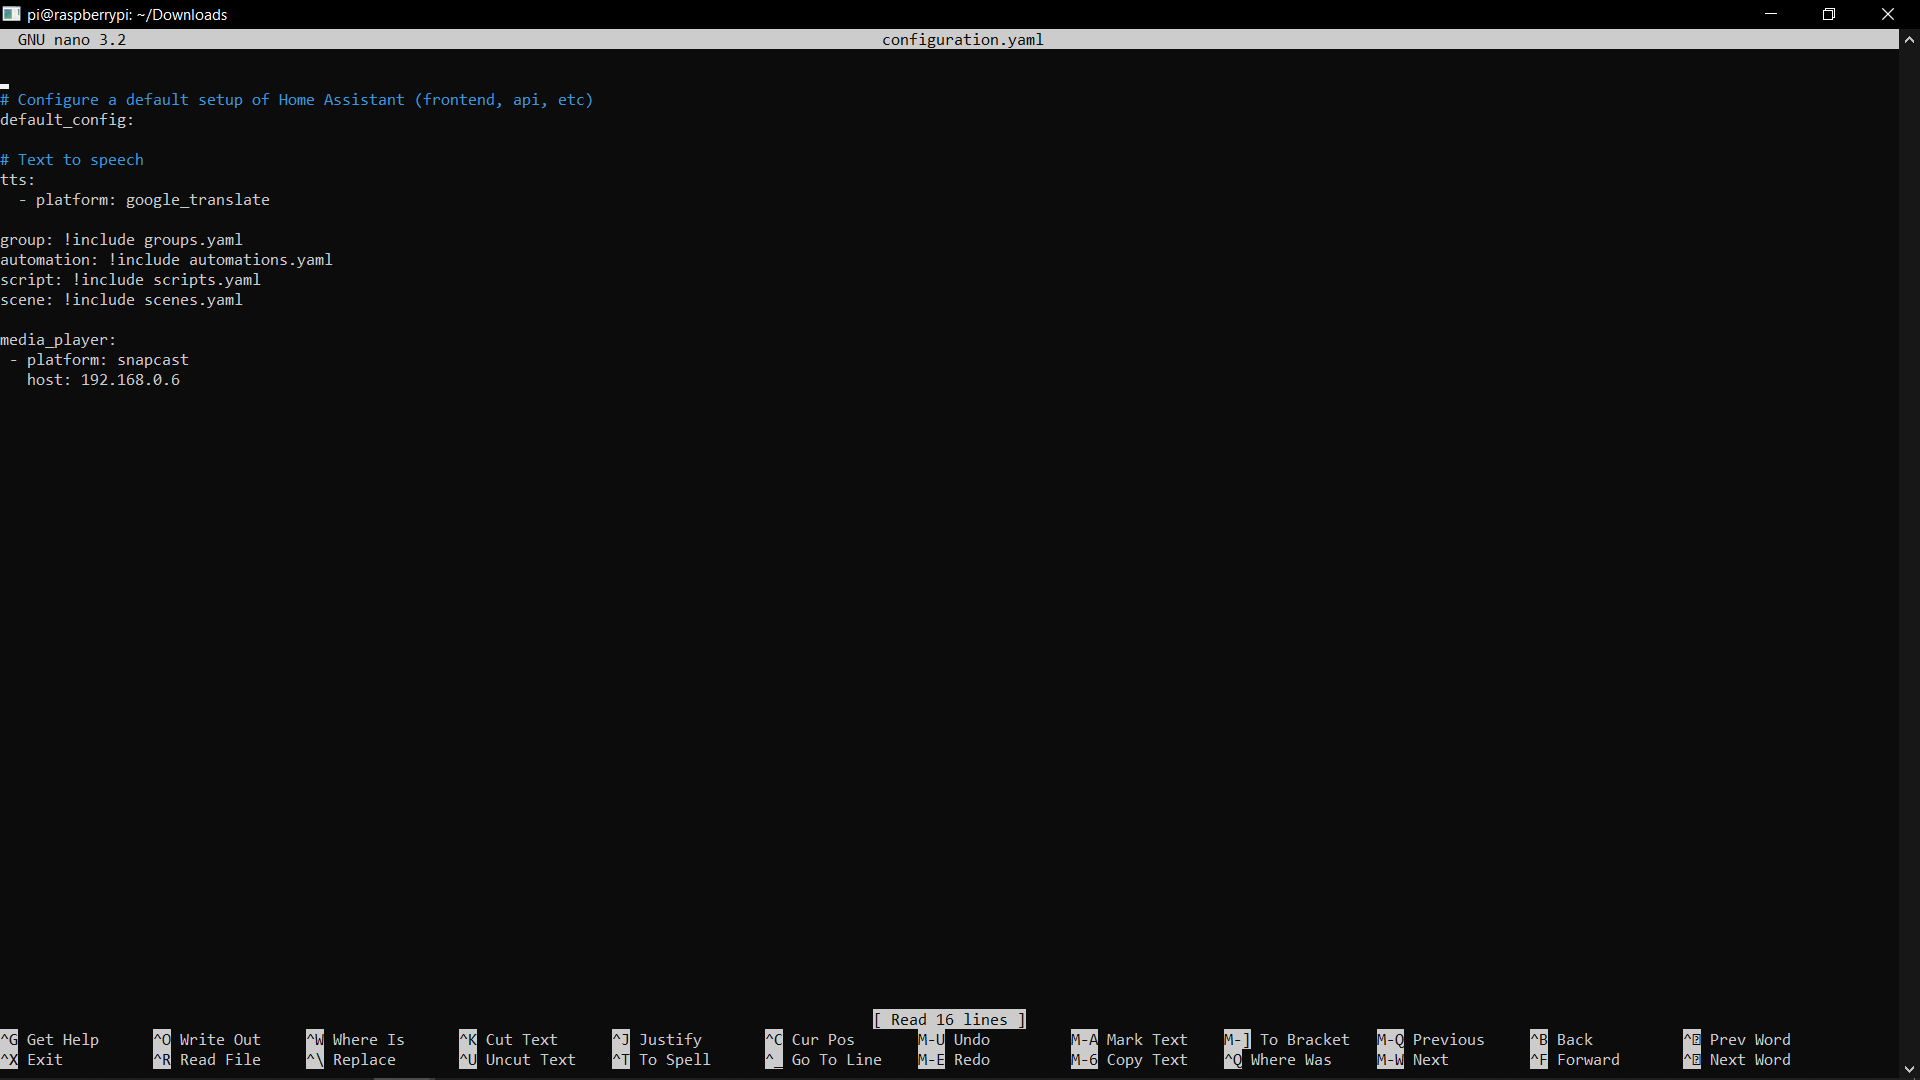 pi@raspberrypi: ~/Downloads
GNU nano 3.2 configuration.yaml
# Configure a default setup of Home Assistant (frontend, api, etc)
default_config:
# Text to speech
tts:
  - platform: google_translate
group: !include groups.yaml
automation: !include automations.yaml
script: !include scripts.yaml
scene: !include scenes.yaml
media_player:
 - platform: snapcast
   host: 192.168.0.6
[ Read 16 lines ]
^G Get Help ^O Write Out ^W Where Is ^K Cut Text ^J Justify ^C Cur Pos M-U Undo M-A Mark Text M-] To Bracket M-Q Previous ^B Back ^ Prev Word
^X Exit ^R Read File ^\ Replace ^U Uncut Text ^T To Spell ^_ Go To Line M-E Redo M-6 Copy Text ^Q Where Was M-W Next ^F Forward ^ Next Word